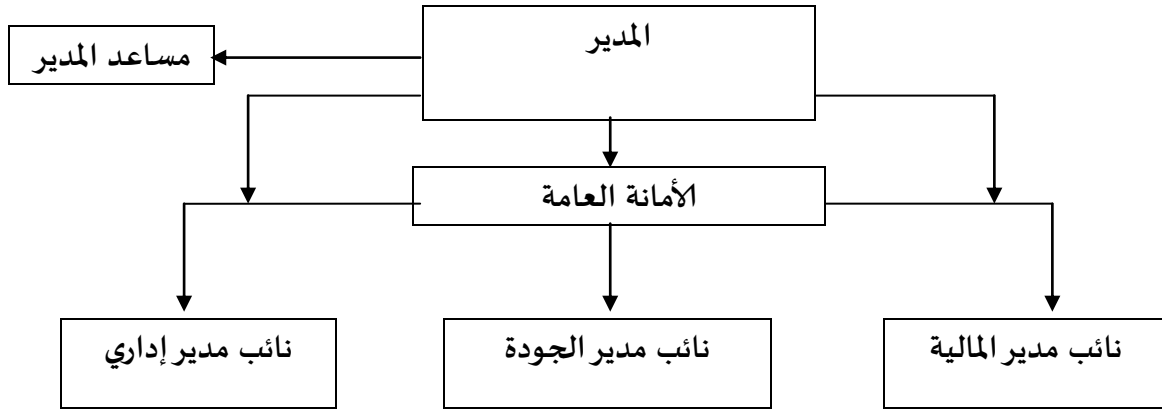 المدير
مساعد المدير
الأمانة العامة
نائب مدير المالية
نائب مدير الجودة
نائب مدير إداري